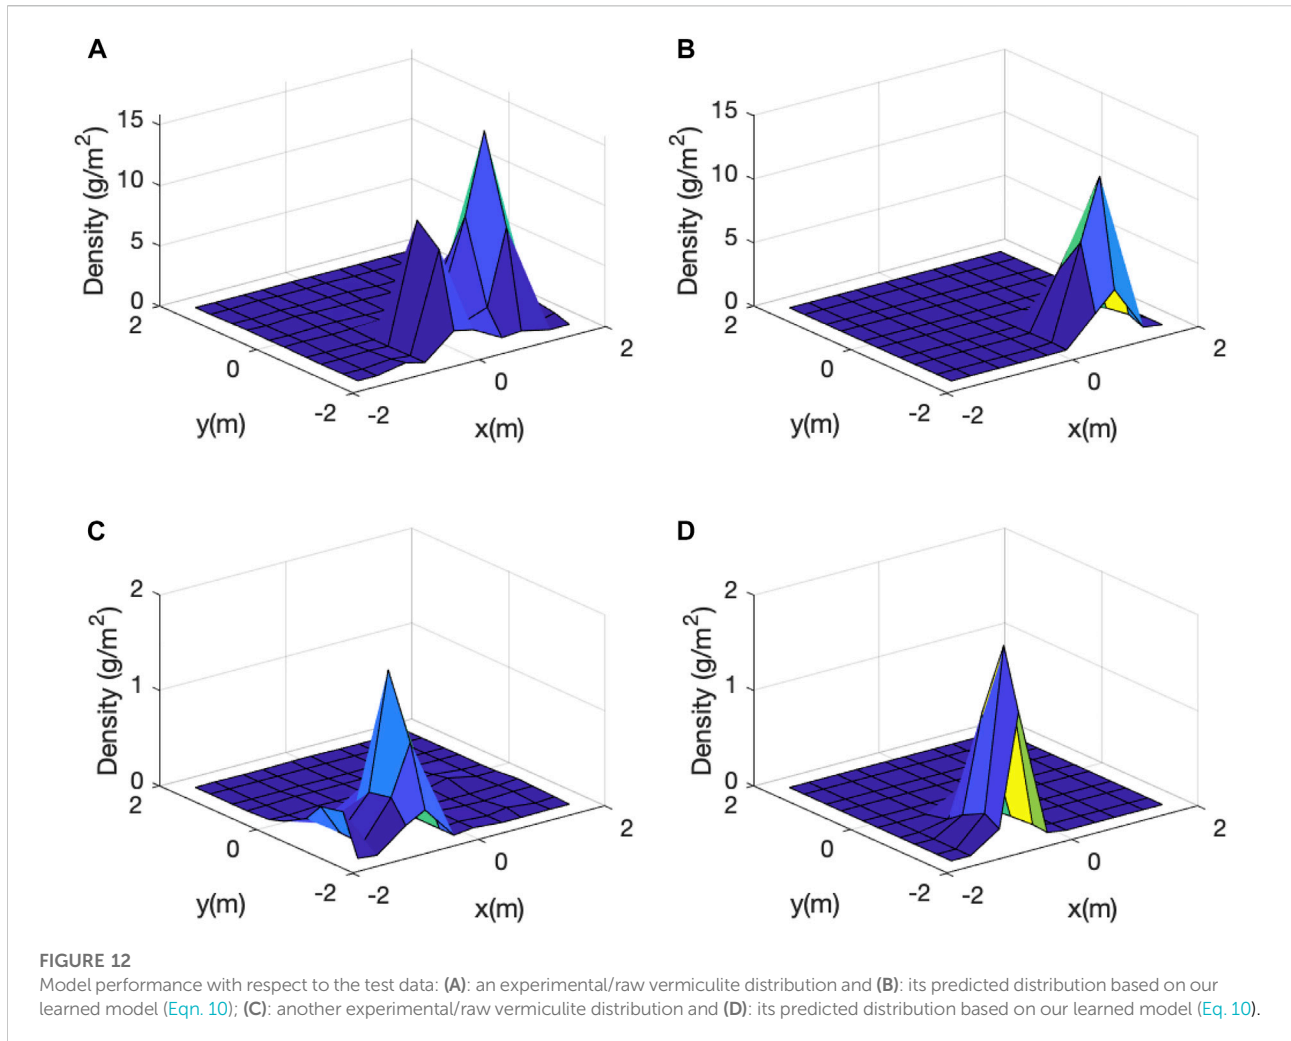 A
Density (g/m2)
15
10
5
0
2
0
-2
y(m)
-2
0
2
x(m)
B
Density (g/m2)
15
10
5
0
2
0
-2
y(m)
-2
0
2
x(m)
C
Density (g/m2)
2
1
0
2
0
-2
y(m)
-2
0
2
x(m)
D
Density (g/m2)
2
1
0
2
0
-2
y(m)
-2
0
2
x(m)
FIGURE 12
Model performance with respect to the test data: (A): an experimental/raw vermiculite distribution and (B): its predicted distribution based on our
learned model (Eqn. 10); (C): another experimental/raw vermiculite distribution and (D): its predicted distribution based on our learned model (Eq. 10).